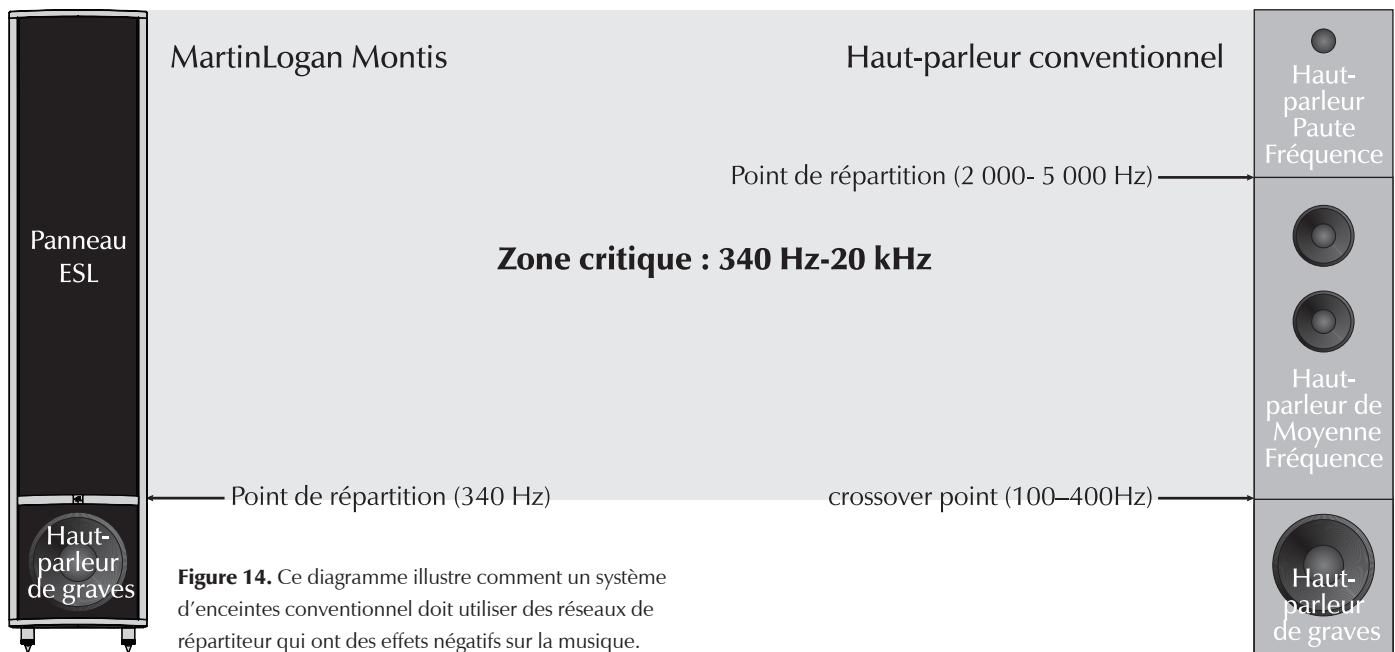 MartinLogan Montis
Haut-parleur conventionnel
Haut-
parleur
Paute
Fréquence
Point de répartition (2 000- 5 000 Hz)
Panneau
ESL
Zone critique : 340 Hz-20 kHz
Haut-
parleur de
Moyenne
Fréquence
Point de répartition (340 Hz)
crossover point (100–400Hz)
Haut-
parleur
de graves
Figure 14. Ce diagramme illustre comment un système
d'enceintes conventionnel doit utiliser des réseaux de
répartiteur qui ont des effets négatifs sur la musique.
Haut-
parleur
de graves